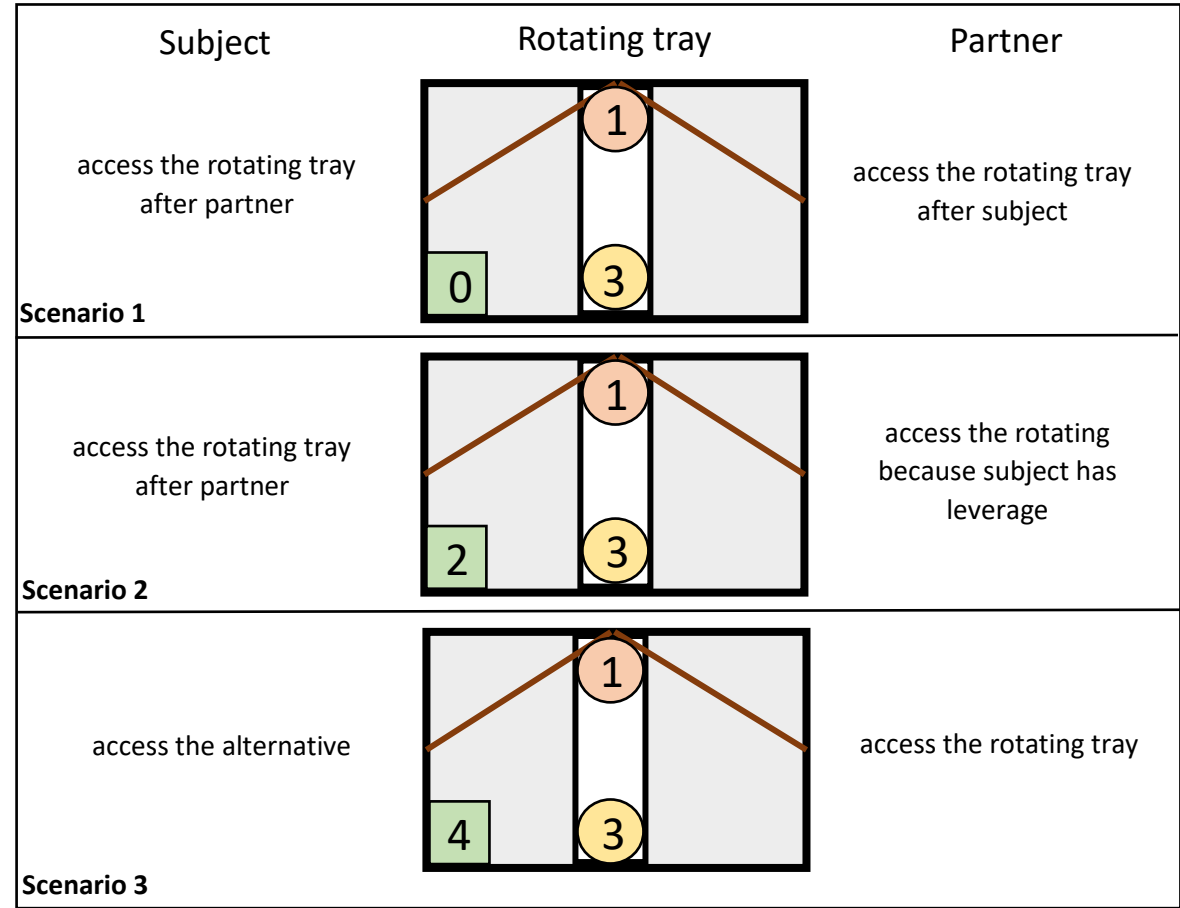 Subject
Rotating tray
Partner
access the rotating tray
after partner
1
3
0
access the rotating tray
after subject
Scenario 1
access the rotating tray
after partner
1
3
2
access the rotating
because subject has
leverage
Scenario 2
access the alternative
1
3
4
access the rotating tray
Scenario 3